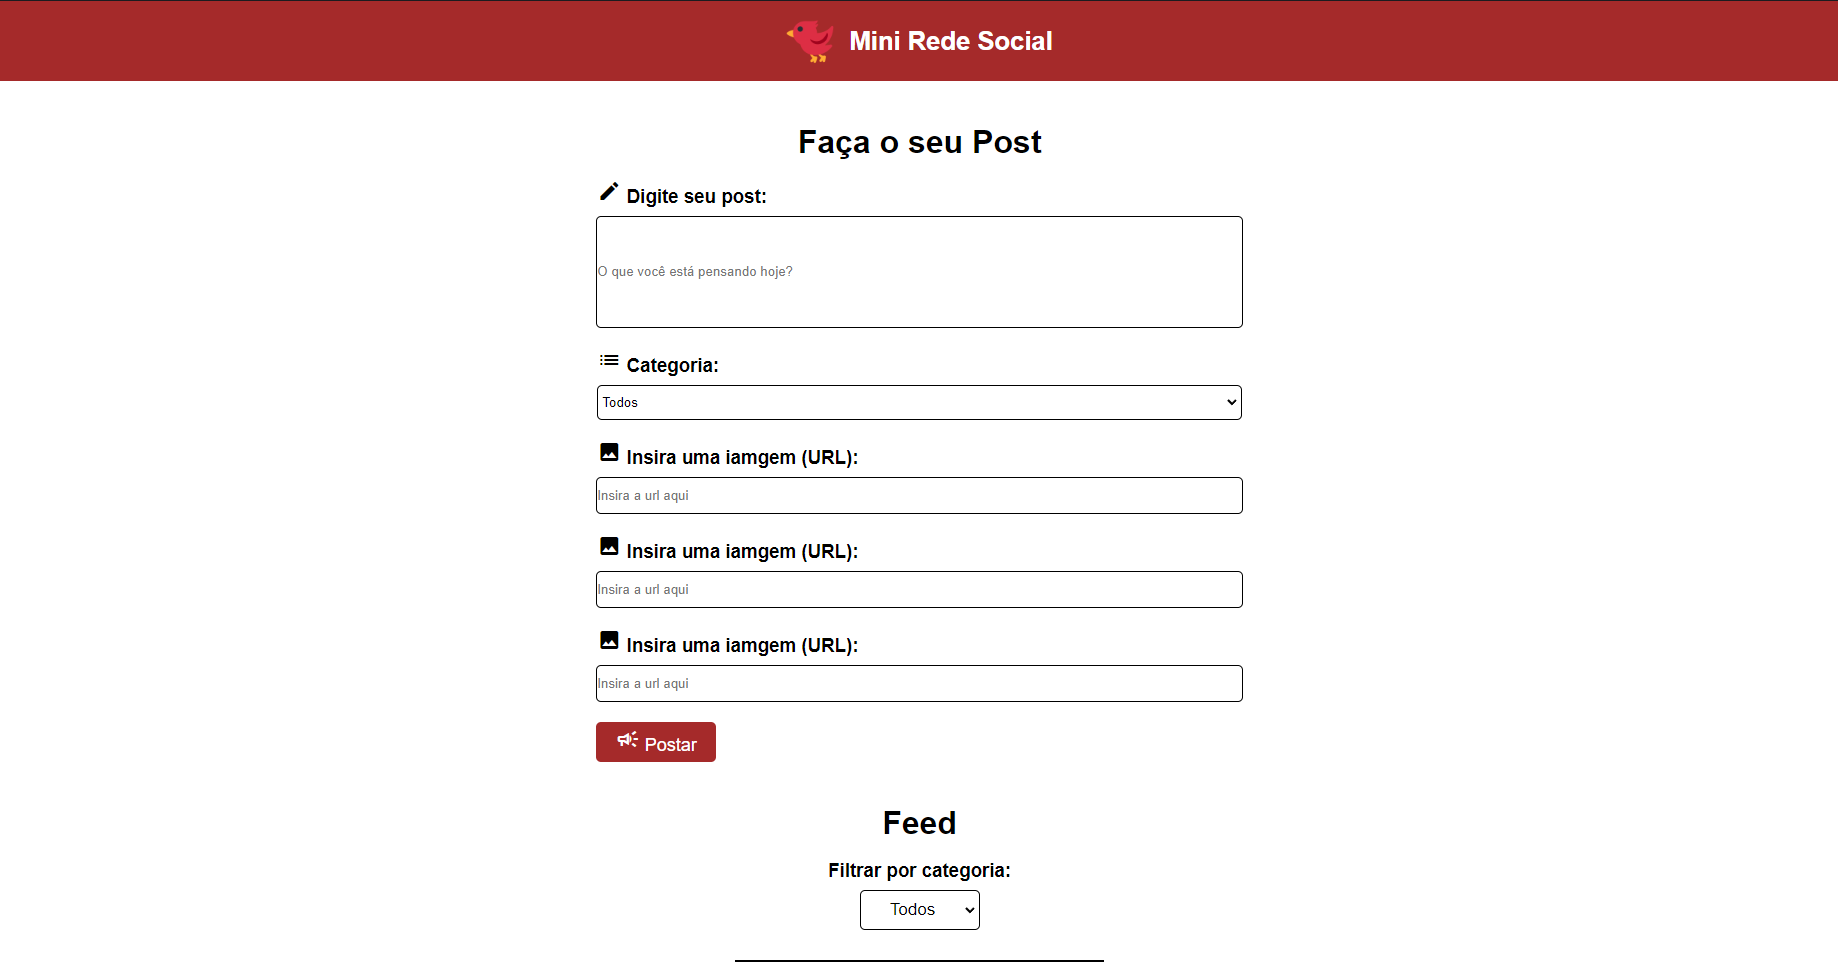 Mini Rede Social
Faça o seu Post
Digite seu post:
O que você está pensando hoje?
Categoria:
Todos
Insira uma iamgem (URL):
Insira a url aqui
Insira uma iamgem (URL):
Insira a url aqui
Insira uma iamgem (URL):
Insira a url aqui
Postar
Feed
Filtrar por categoria:
Todos